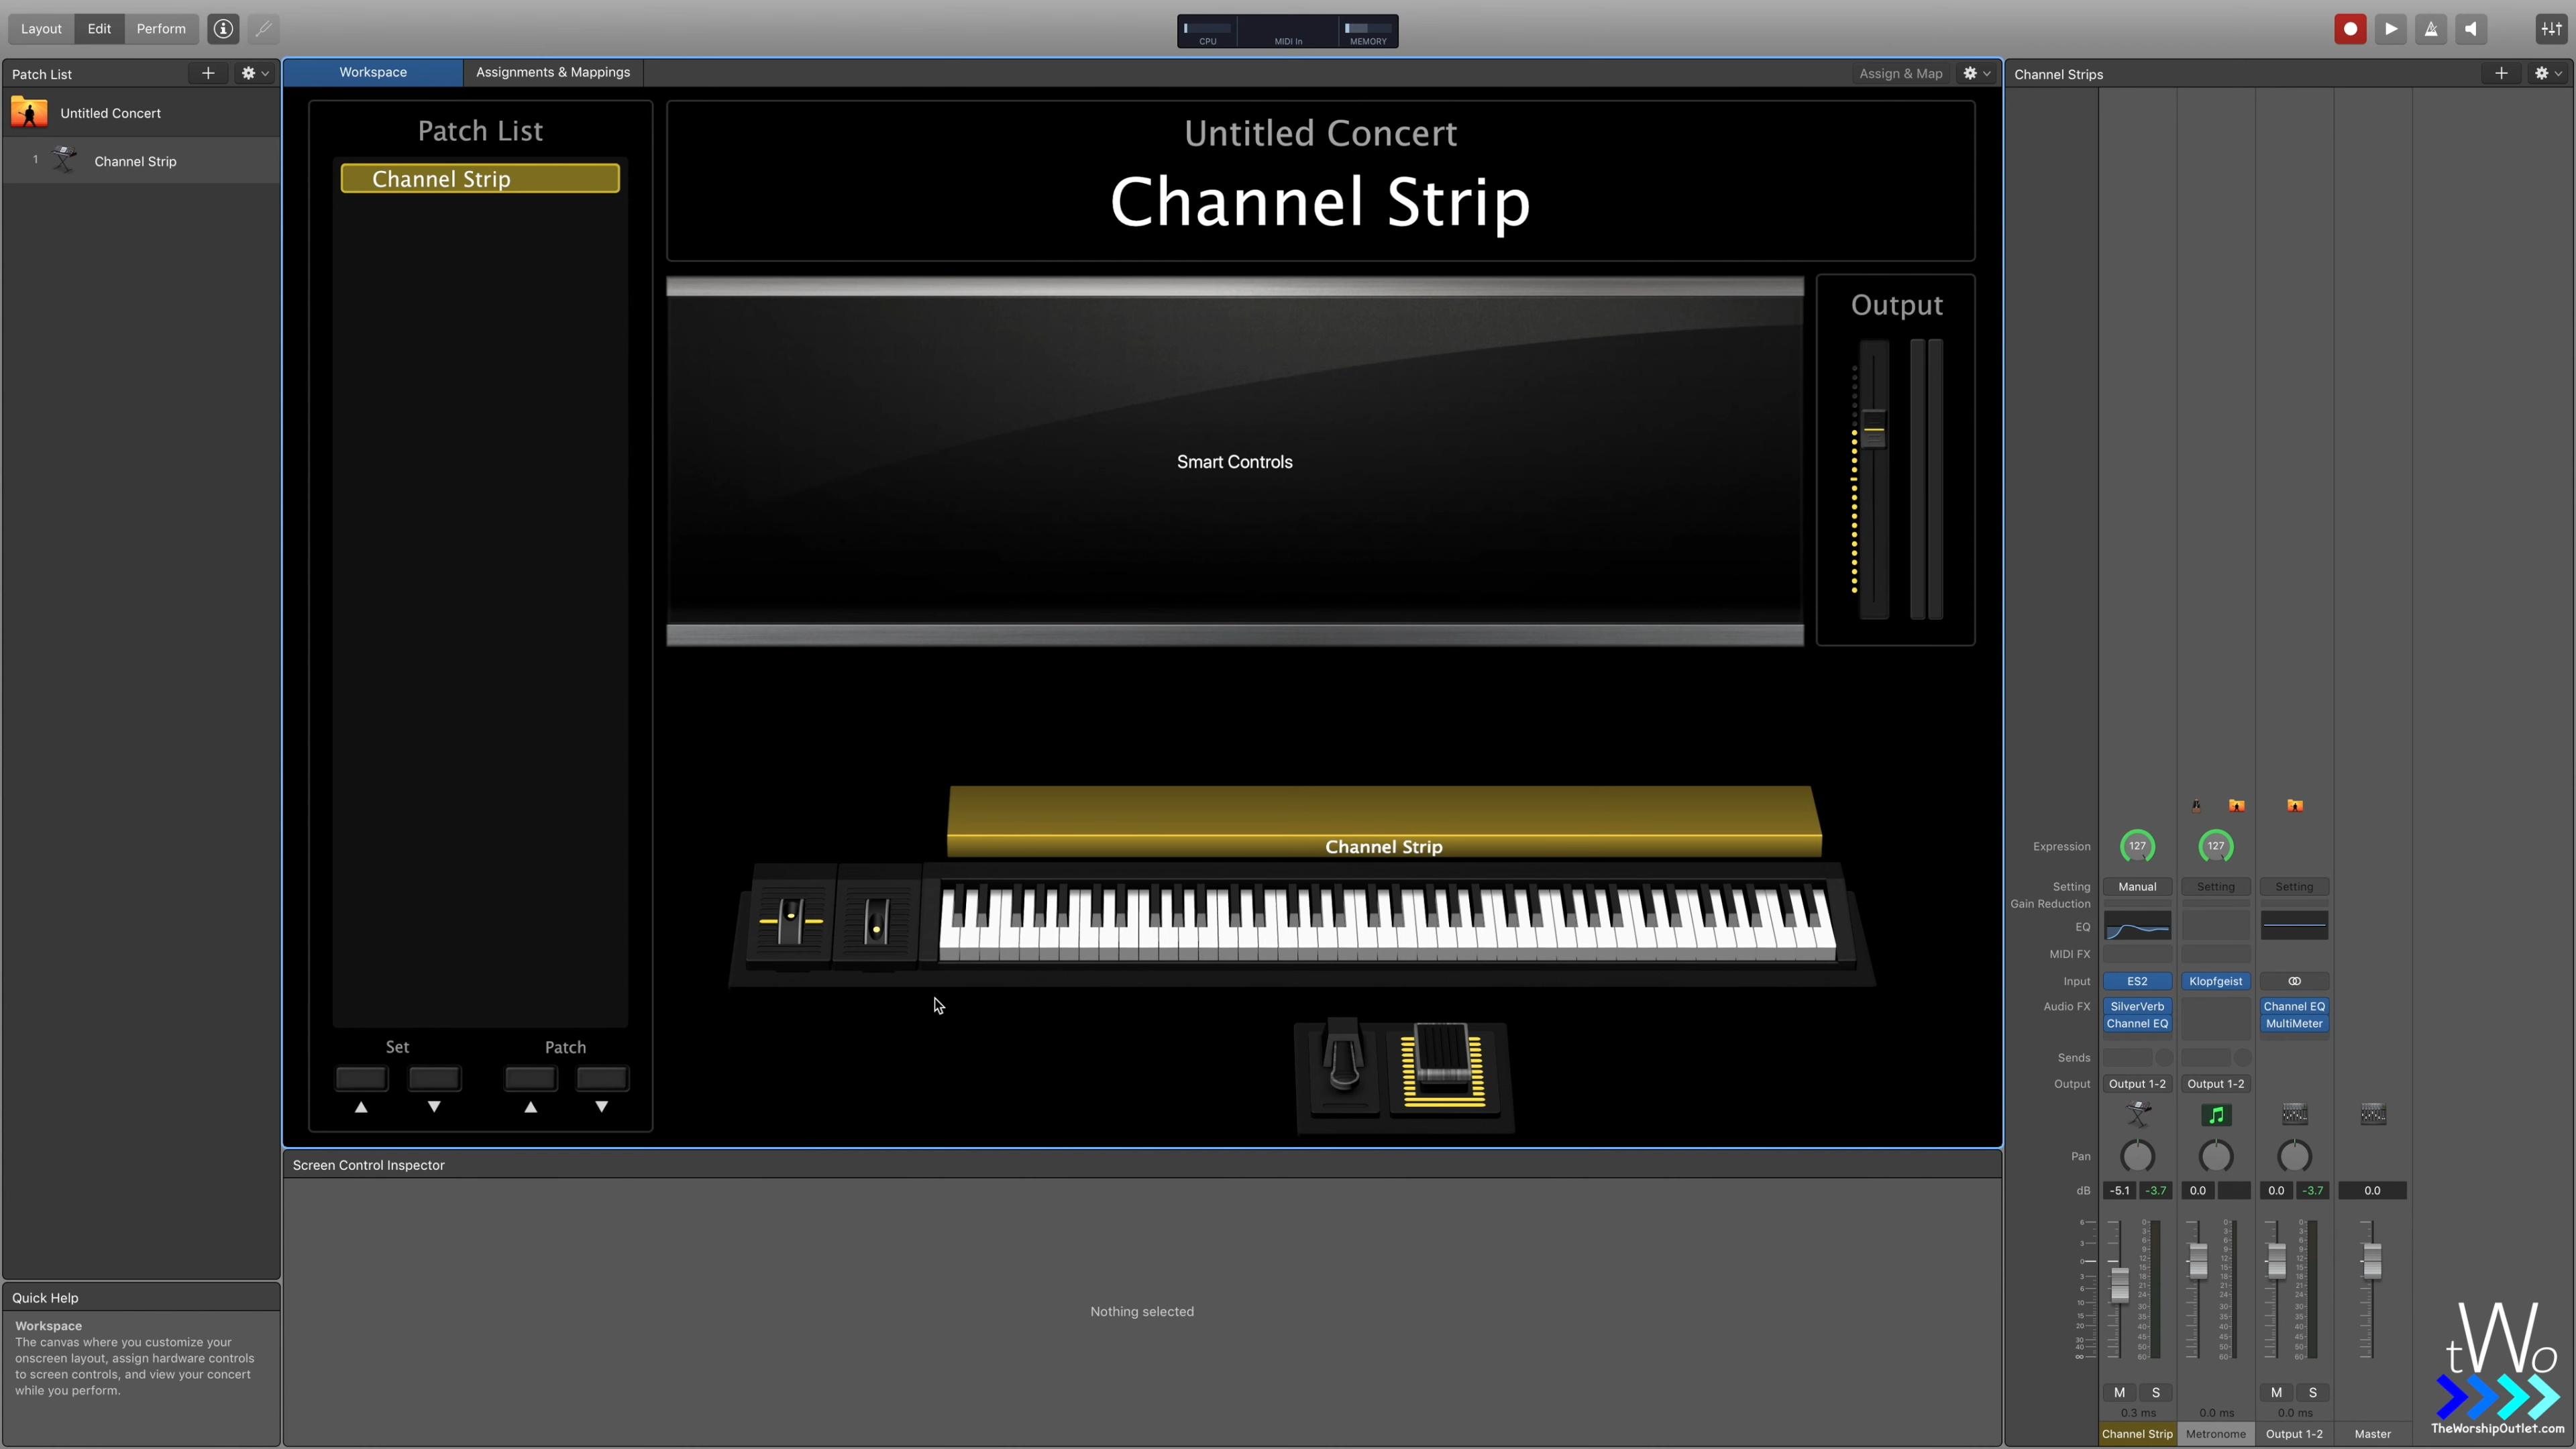 Layout
Edit
Perform
CPU
MIDI In
MEMORY
Patch List
Untitled Concert
1
Channel Strip
Workspace
Assignments & Mappings
Assign & Map
Patch List
Channel Strip
Set
Patch
Untitled Concert
Channel Strip
Smart Controls
Output
Channel Strip
Screen Control Inspector
Nothing selected
Quick Help
Workspace
The canvas where you customize your
onscreen layout, assign hardware controls
to screen controls, and view your concert
while you perform.
Channel Strips
Expression
127
127
Setting
Manual
Setting
Setting
Gain Reduction
EQ
MIDI FX
Input
ES2
Klopfgeist
Audio FX
SilverVerb
Channel EQ
Channel EQ
MultiMeter
Sends
Output
Output 1-2
Output 1-2
Pan
dB
-5.1
-3.7
0.0
0.0
-3.7
0.0
M
S
M
S
0.3 ms
0.0 ms
0.0 ms
Channel Strip
Metronome
Output 1-2
Master
tWo
TheWorshipOutlet.com